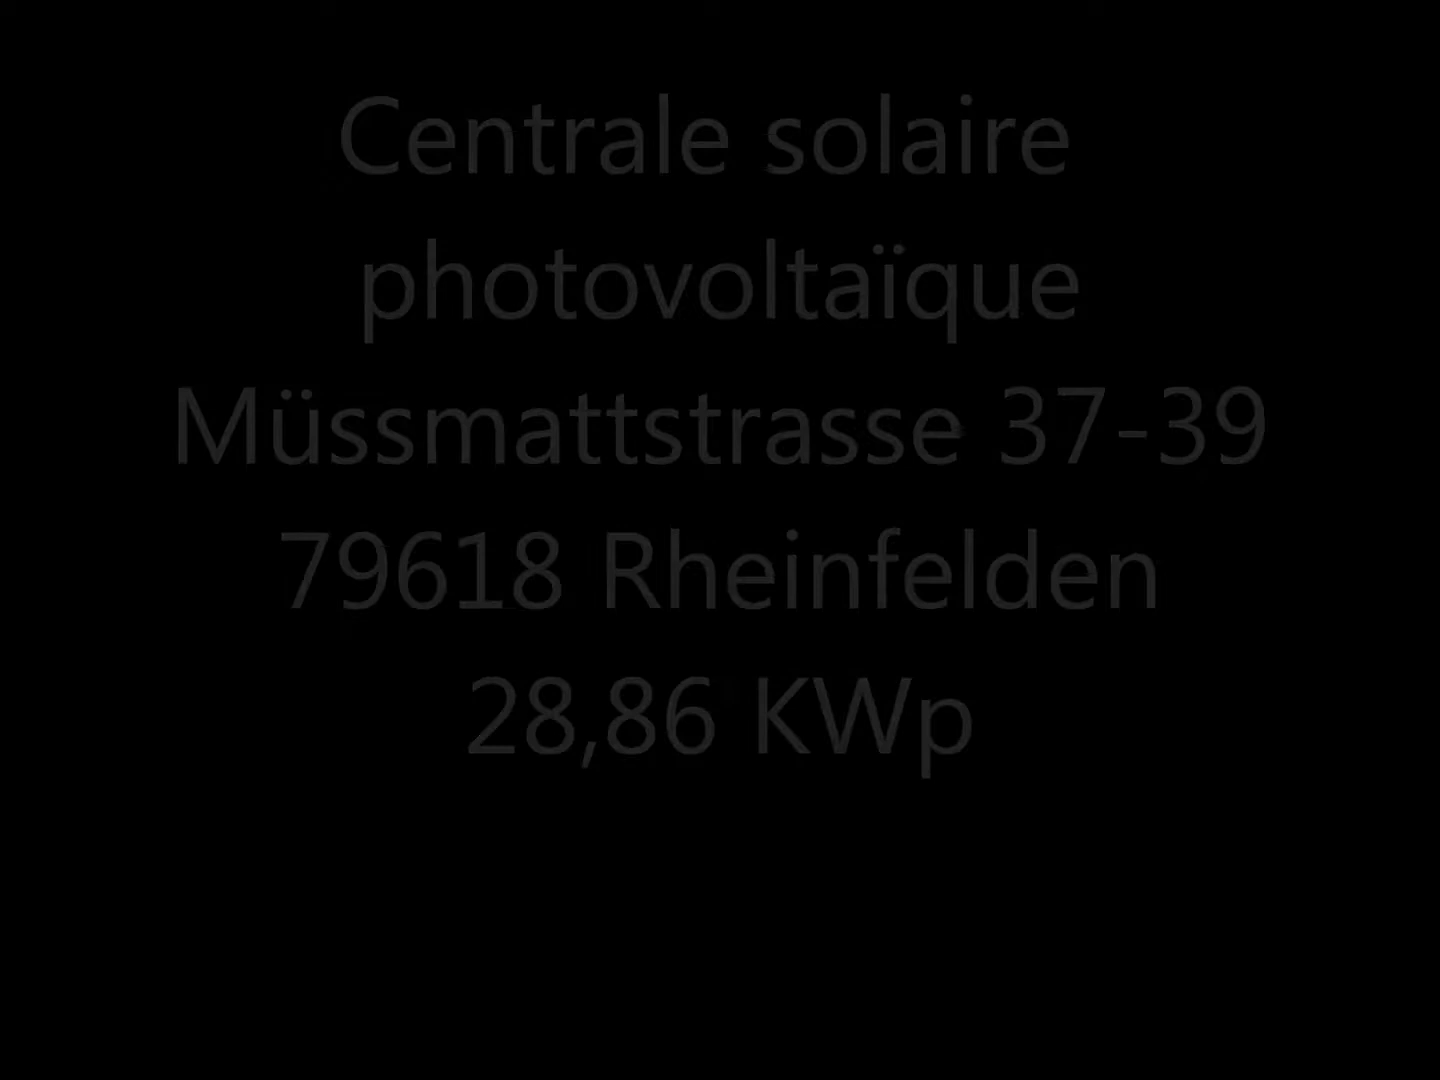 Centrale solaire
photovoltaïque
Müssmattstrasse 37-39
79618 Rheinfelden
28,86 KWp